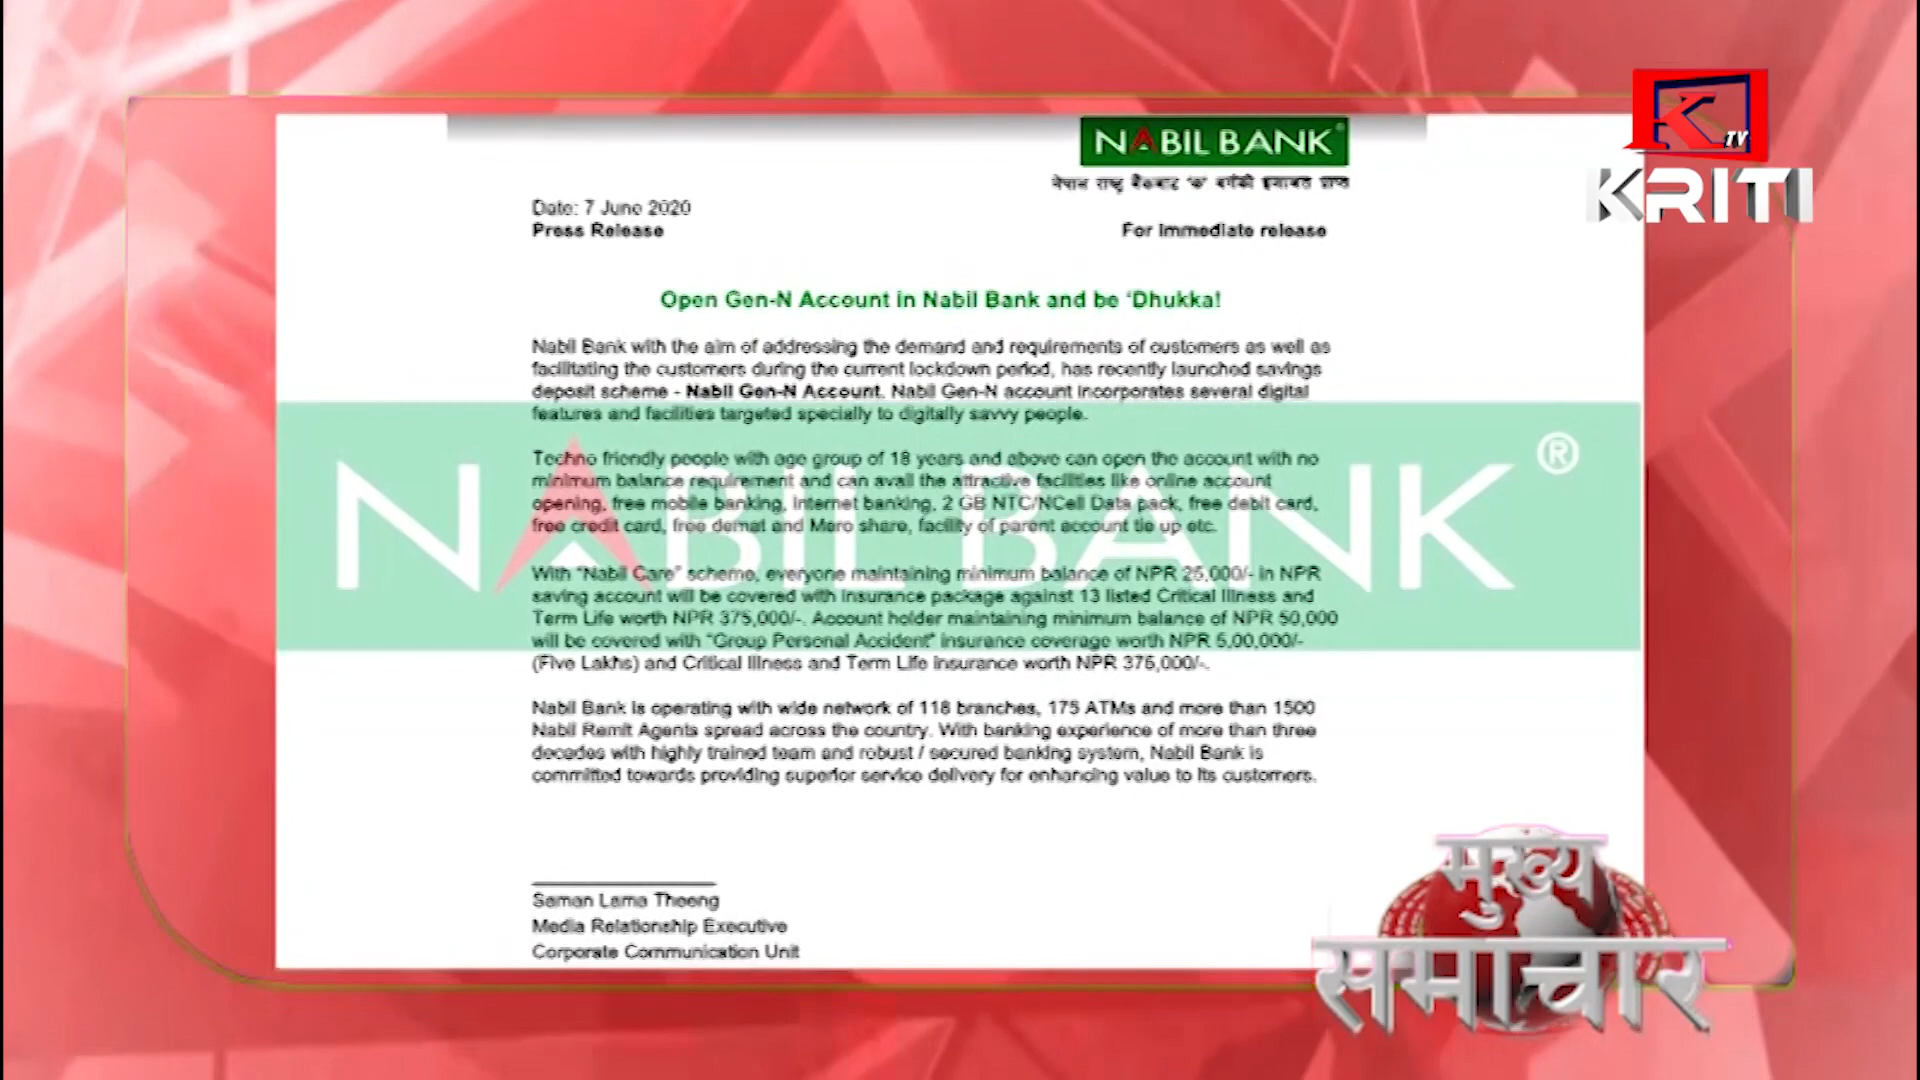 NABIL BANK®
नेपाल राष्ट्र बैंकबाट 'क' वर्गको इजाजत प्राप्त
Date: 7 June 2020
Press Release
For Immediate release
Open Gen-N Account in Nabil Bank and be ‘Dhukka!
Nabil Bank with the aim of addressing the demand and requirements of customers as well as
facilitating the customers during the current lockdown period, has recently launched savings
deposit scheme - Nabil Gen-N Account. Nabil Gen-N account incorporates several digital
features and facilities targeted specially to digitally savvy people.
Techno friendly people with age group of 18 years and above can open the account with no
minimum balance requirement and can avail the attractive facilities like online account
opening, free mobile banking, internet banking, 2 GB NTC/NCell Data pack, free debit card,
free credit card, free demat and Mero share, facility of parent account tie up etc.
With “Nabil Care” scheme, everyone maintaining minimum balance of NPR 25,000/- in NPR
saving account will be covered with insurance package against 13 listed Critical Illness and
Term Life worth NPR 375,000/-. Account holder maintaining minimum balance of NPR 50,000
will be covered with “Group Personal Accident” insurance coverage worth NPR 5,00,000/-
(Five Lakhs) and Critical Illness and Term Life insurance worth NPR 375,000/-.
Nabil Bank is operating with wide network of 118 branches, 175 ATMs and more than 1500
Nabil Remit Agents spread across the country. With banking experience of more than three
decades with highly trained team and robust / secured banking system, Nabil Bank is
committed towards providing superior service delivery for enhancing value to its customers.
Saman Lama Theeng
Media Relationship Executive
Corporate Communication Unit
NABIL BANK®
K TV
KRITI
मुख्य
समाचार